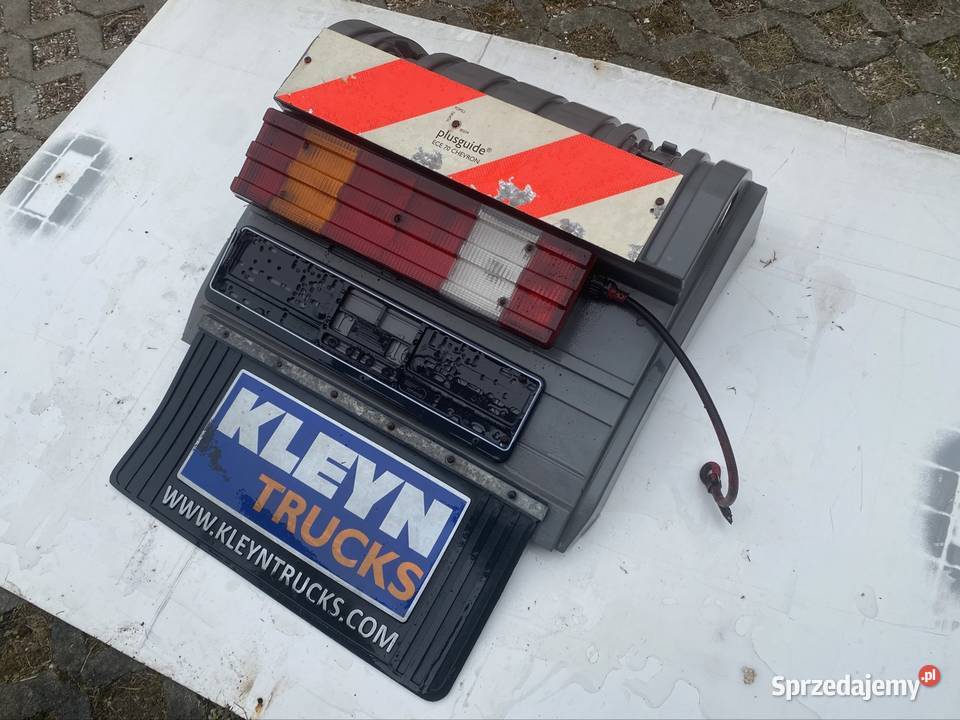 plusguide®
ECE 70 CHEVRON
KLEYN
TRUCKS
WWW.KLEYNTRUCKS.COM
Sprzedajemy.pl